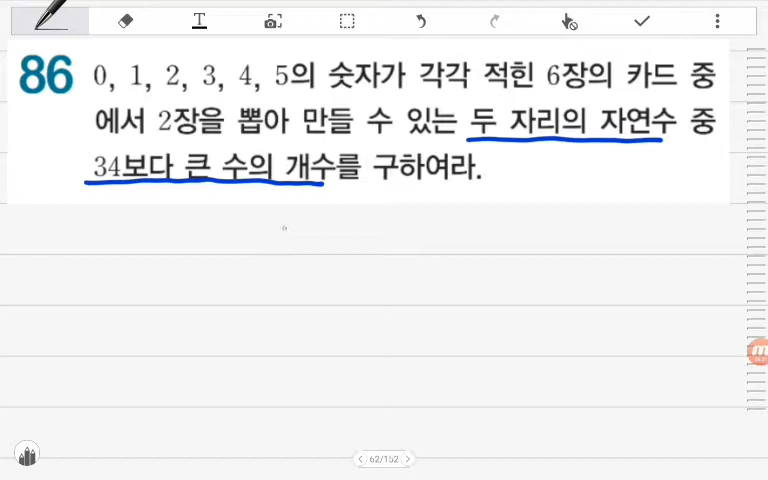 T
86 0, 1, 2, 3, 4, 5의 숫자가 각각 적힌 6장의 카드 중
에서 2장을 뽑아 만들 수 있는 두 자리의 자연수 중
34보다 큰 수의 개수를 구하여라.
62/152